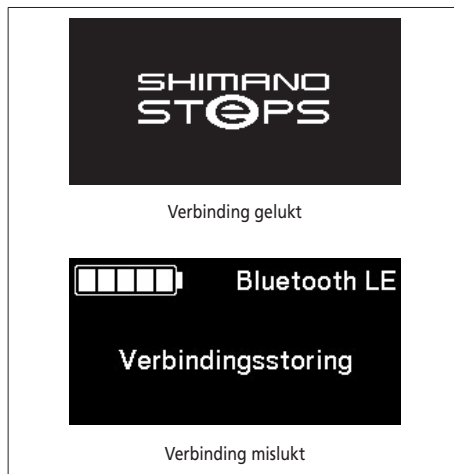 SHIMANO
STEPS
Verbinding gelukt
Bluetooth LE
Verbindingsstoring
Verbinding mislukt